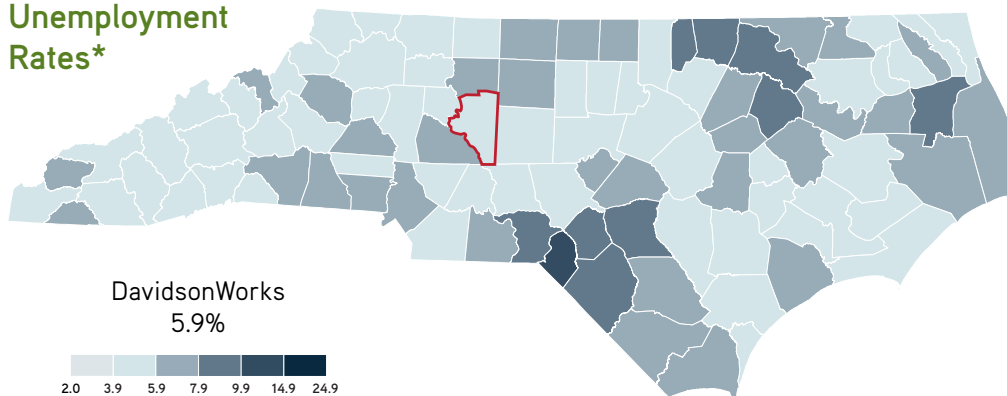 Unemployment
Rates*
DavidsonWorks
5.9%
2.0 3.9 5.9 7.9 9.9 14.9 24.9